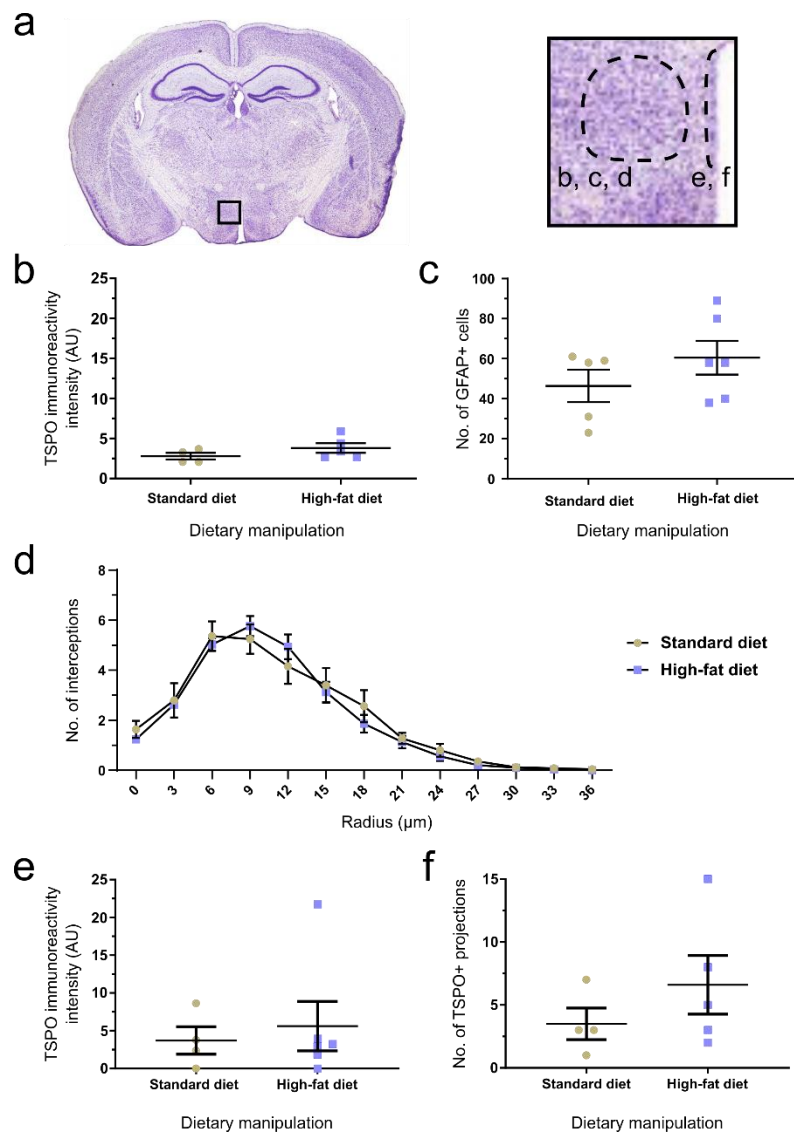 a
b, c, d
e, f
b
TSPO immunoreactivity
intensity (AU)
25
20
15
10
5
0
Standard diet
High-fat diet
Dietary manipulation
c
No. of GFAP+ cells
100
80
60
40
20
0
Standard diet
High-fat diet
Dietary manipulation
d
No. of interceptions
8
6
4
2
0
0
3
6
9
12
15
18
21
24
27
30
33
36
Radius (μm)
Standard diet
High-fat diet
e
TSPO immunoreactivity
intensity (AU)
25
20
15
10
5
0
Standard diet
High-fat diet
Dietary manipulation
f
No. of TSPO+ projections
15
10
5
0
Standard diet
High-fat diet
Dietary manipulation